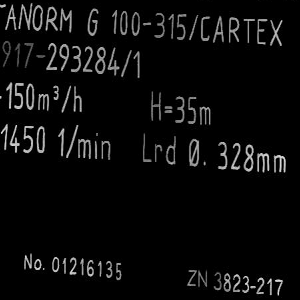 TANORM G 100-315/CARTEX
917-293284/1
150m³/h H=35m
1450 1/min Lrd Ø. 328mm
No. 01216135
ZN 3823-217